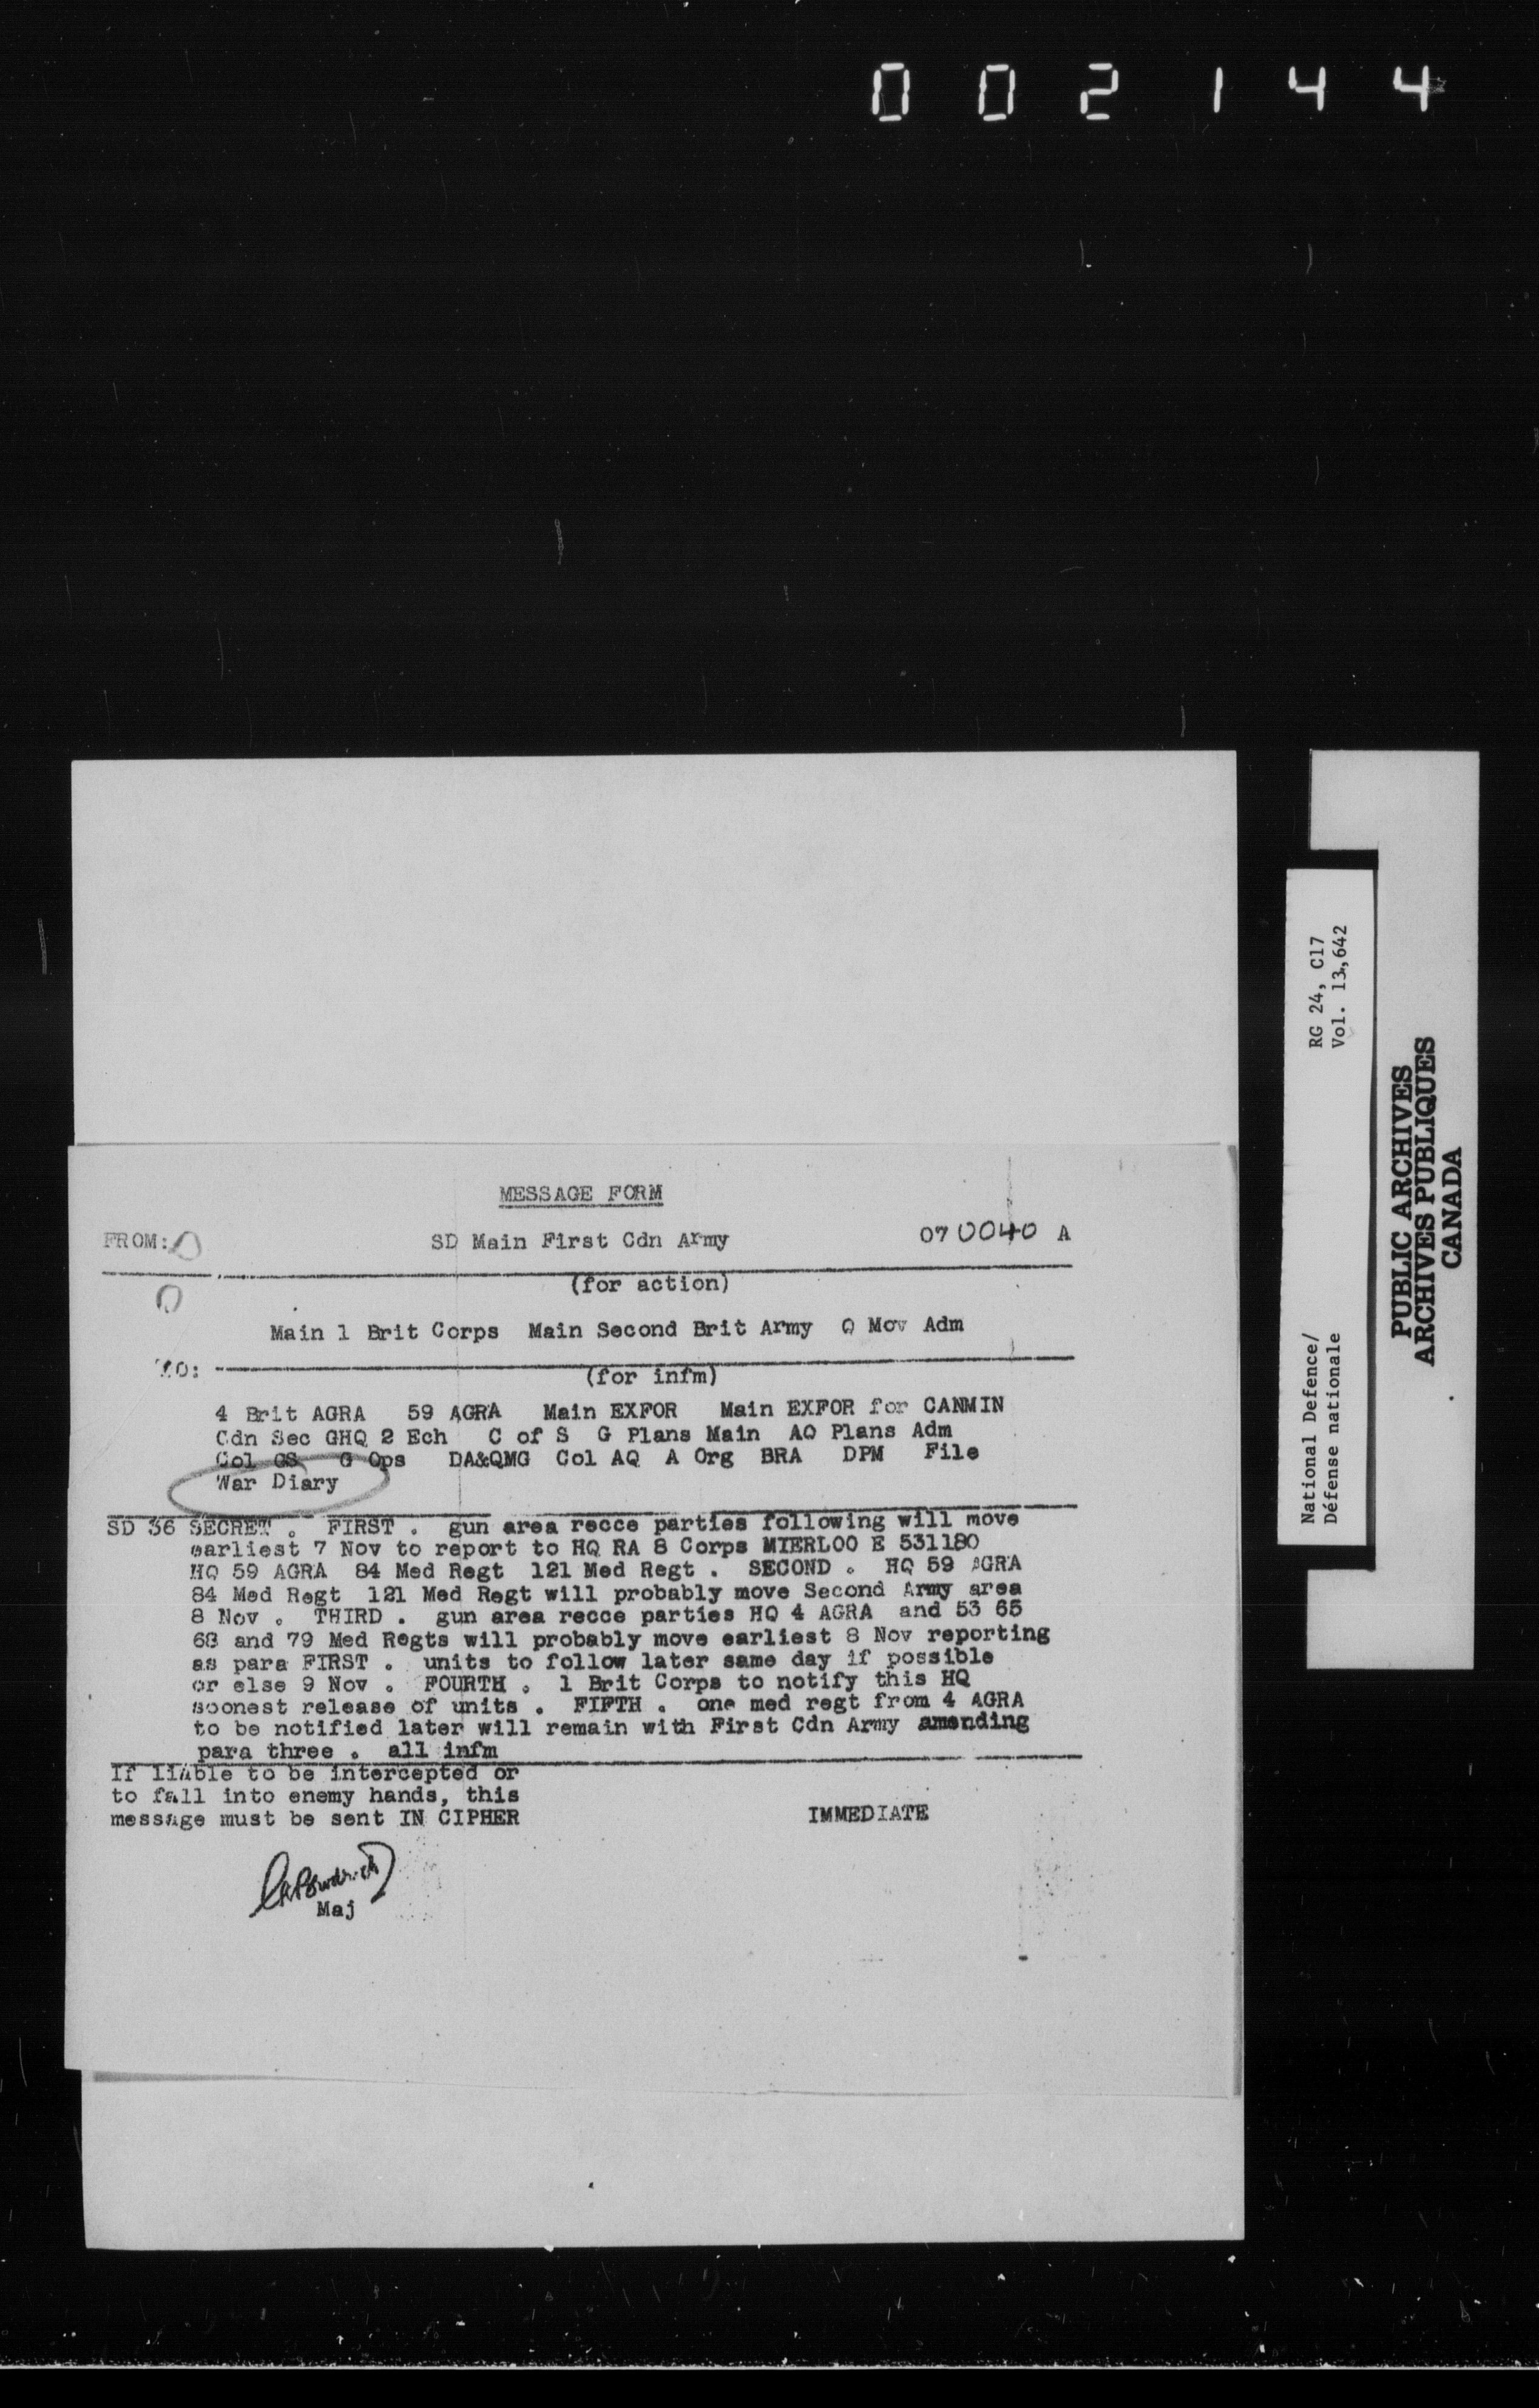 002144
MESSAGE FORM
FROM: SD Main First Cdn Army 070040 A
(for action)
Main 1 Brit Corps Main Second Brit Army Q Mov Adm
TO:
(for infm)
4 Brit AGRA 59 AGRA Main EXFOR Main EXFOR for CANMIN
Cdn Sec GHQ 2 Ech C of S G Plans Main AQ Plans Adm
Col GS G Ops DA&QMG Col AQ A Org BRA DPM File
War Diary
SD 36 SECRET . FIRST . gun area recce parties following will move
earliest 7 Nov to report to HQ RA 8 Corps MIERLOO E 531180
HQ 59 AGRA 84 Med Regt 121 Med Regt . SECOND . HQ 59 AGRA
84 Med Regt 121 Med Regt will probably move Second Army area
8 Nov . THIRD . gun area recce parties HQ 4 AGRA and 53 65
68 and 79 Med Regts will probably move earliest 8 Nov reporting
as para FIRST . units to follow later same day if possible
or else 9 Nov . FOURTH . 1 Brit Corps to notify this HQ
soonest release of units . FIFTH . one med regt from 4 AGRA
to be notified later will remain with First Cdn Army amending
para three . all infm
If liable to be intercepted or
to fall into enemy hands, this
message must be sent IN CIPHER
IMMEDIATE
Maj
National Defence/
Défense nationale
RG 24, C17
Vol. 13,642
PUBLIC ARCHIVES
ARCHIVES PUBLIQUES
CANADA